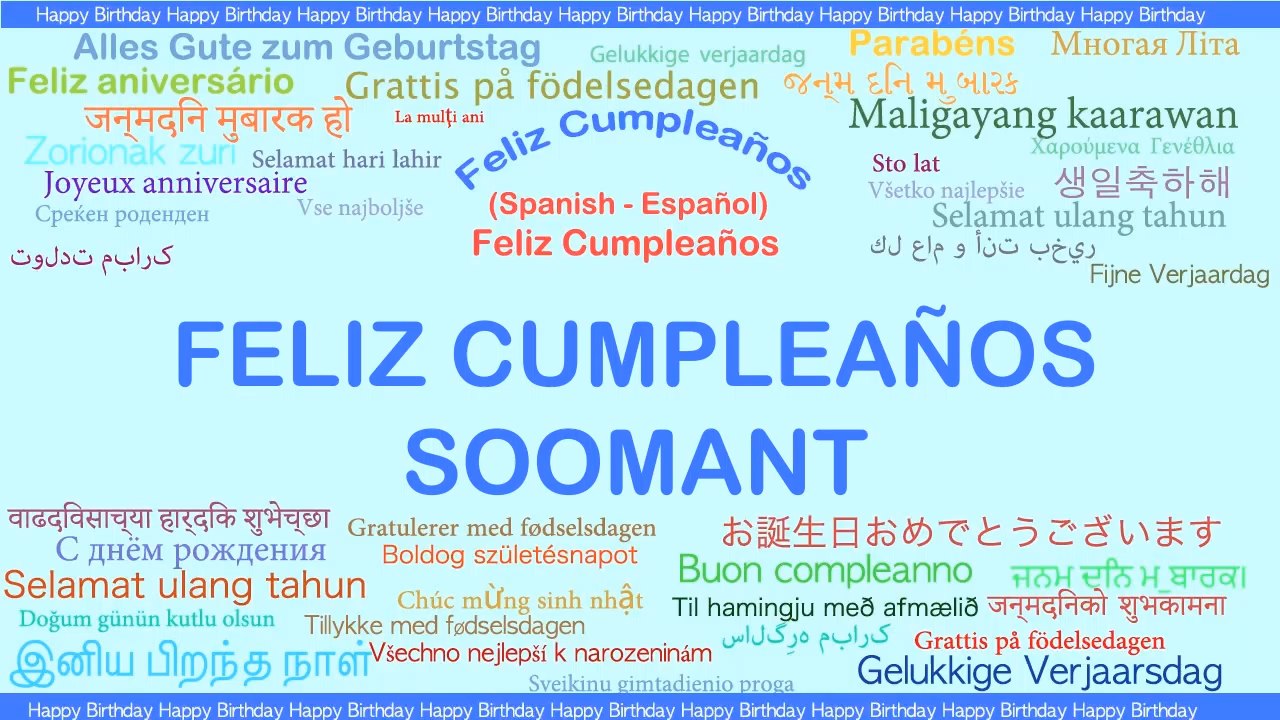 Happy Birthday Happy Birthday Happy Birthday Happy Birthday Happy Birthday Happy Birthday Happy Birthday Happy Birthday Happy Birthday
Alles Gute zum Geburtstag
Gelukkige verjaardag
Parabéns
Многая Літа
Feliz aniversário
Grattis på födelsedagen
જન્મ દિન મુબારક
जन्मदिन मुबारक हो
La mulţi ani
Feliz Cumpleaños
Maligayang kaarawan
Zorionak zuri
Selamat hari lahir
Χαρούμενα Γενέθλια
Sto lat
Joyeux anniversaire
(Spanish - Español)
Všetko najlepšie
생일축하해
Среќен роденден
Vse najboljše
Selamat ulang tahun
Feliz Cumpleaños
تولدت مبارک
كل عام و أنت بخير
Fijne Verjaardag
FELIZ CUMPLEAÑOS
SOOMANT
वाढदिवसाच्या हार्दिक शुभेच्छा
Gratulerer med fødselsdagen
お誕生日おめでとうございます
С днём рождения
Boldog születésnapot
Buon compleanno
ਜਨਮ ਦਿਨ ਮੁਬਾਰਕ।
Selamat ulang tahun
Chúc mừng sinh nhật
Til hamingju með afmælið
जन्मदिनको शुभकामना
Doğum günün kutlu olsun
Tillykke med fødselsdagen
سالگرہ مبارک
Grattis på födelsedagen
இனிய பிறந்த நாள்
Všechno nejlepší k narozeninám
Gelukkige Verjaarsdag
Sveikinu gimtadienio proga
Happy Birthday Happy Birthday Happy Birthday Happy Birthday Happy Birthday Happy Birthday Happy Birthday Happy Birthday Happy Birthday